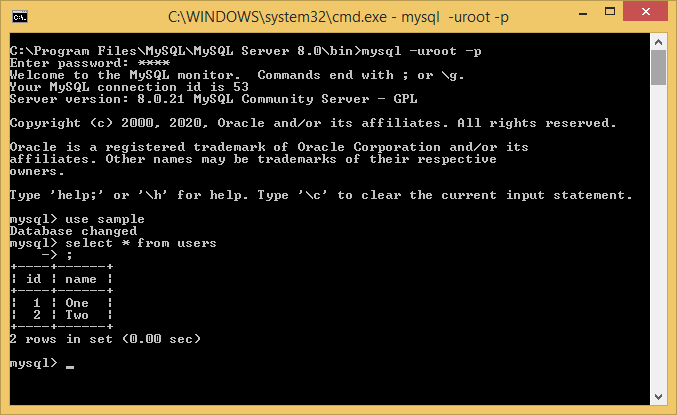 C:\WINDOWS\system32\cmd.exe - mysql  -uroot -p
C:\Program Files\MySQL\MySQL Server 8.0\bin>mysql -uroot -p
Enter password: ****
Welcome to the MySQL monitor.  Commands end with ; or \g.
Your MySQL connection id is 53
Server version: 8.0.21 MySQL Community Server - GPL
Copyright (c) 2000, 2020, Oracle and/or its affiliates. All rights reserved.
Oracle is a registered trademark of Oracle Corporation and/or its
affiliates. Other names may be trademarks of their respective
owners.
Type 'help;' or '\h' for help. Type '\c' to clear the current input statement.
mysql> use sample
Database changed
mysql> select * from users
    -> ;
+----+------+
| id | name |
+----+------+
|  1 | One  |
|  2 | Two  |
+----+------+
2 rows in set (0.00 sec)
mysql> _